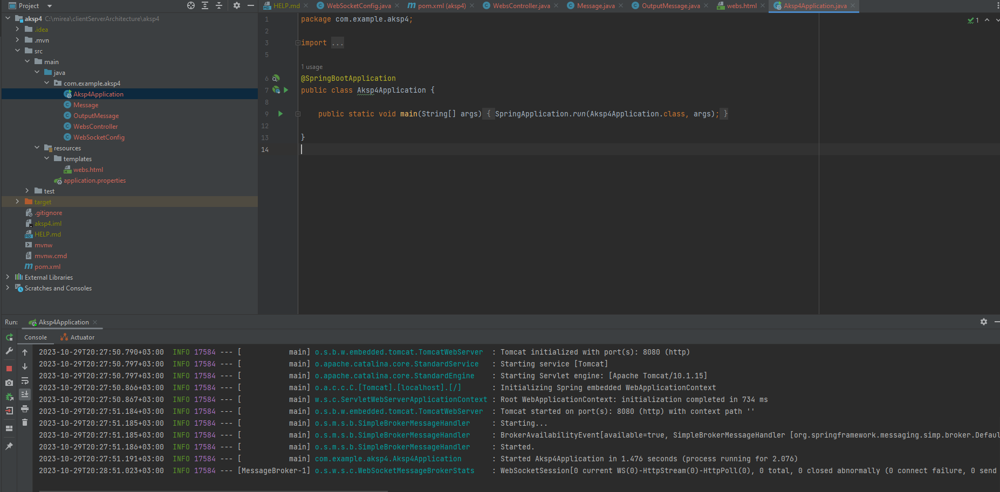 Project
HELP.md
WebSocketConfig.java
pom.xml (aksp4)
WebsController.java
Message.java
OutputMessage.java
webs.html
Aksp4Application.java
aksp4 C:\mirea\clientServerArchitecture\aksp4
.idea
.mvn
src
main
java
com.example.aksp4
Aksp4Application
Message
OutputMessage
WebsController
WebSocketConfig
resources
templates
webs.html
application.properties
test
target
.gitignore
aksp4.iml
HELP.md
mvnw
mvnw.cmd
pom.xml
External Libraries
Scratches and Consoles
1 package com.example.aksp4;
1
2
3 import ...
5
1 usage
6 @SpringBootApplication
7 public class Aksp4Application {
8
9 public static void main(String[] args) { SpringApplication.run(Aksp4Application.class, args); }
12
13 }
14
Run: Aksp4Application
Console Actuator
2023-10-29T20:27:50.790+03:00 INFO 17584 --- [ main] o.s.b.w.embedded.tomcat.TomcatWebServer : Tomcat initialized with port(s): 8080 (http)
2023-10-29T20:27:50.797+03:00 INFO 17584 --- [ main] o.apache.catalina.core.StandardService : Starting service [Tomcat]
2023-10-29T20:27:50.797+03:00 INFO 17584 --- [ main] o.apache.catalina.core.StandardEngine : Starting Servlet engine: [Apache Tomcat/10.1.15]
2023-10-29T20:27:50.866+03:00 INFO 17584 --- [ main] o.a.c.c.C.[Tomcat].[localhost].[/] : Initializing Spring embedded WebApplicationContext
2023-10-29T20:27:50.867+03:00 INFO 17584 --- [ main] w.s.c.ServletWebServerApplicationContext : Root WebApplicationContext: initialization completed in 734 ms
2023-10-29T20:27:51.184+03:00 INFO 17584 --- [ main] o.s.b.w.embedded.tomcat.TomcatWebServer : Tomcat started on port(s): 8080 (http) with context path ''
2023-10-29T20:27:51.185+03:00 INFO 17584 --- [ main] o.s.m.s.b.SimpleBrokerMessageHandler : Starting...
2023-10-29T20:27:51.185+03:00 INFO 17584 --- [ main] o.s.m.s.b.SimpleBrokerMessageHandler : BrokerAvailabilityEvent[available=true, SimpleBrokerMessageHandler [org.springframework.messaging.simp.broker.Defau
2023-10-29T20:27:51.186+03:00 INFO 17584 --- [ main] o.s.m.s.b.SimpleBrokerMessageHandler : Started.
2023-10-29T20:27:51.191+03:00 INFO 17584 --- [ main] com.example.aksp4.Aksp4Application : Started Aksp4Application in 1.476 seconds (process running for 2.076)
2023-10-29T20:28:51.023+03:00 INFO 17584 --- [MessageBroker-1] o.s.w.s.c.WebSocketMessageBrokerStats : WebSocketSession[0 current WS(0)-HttpStream(0)-HttpPoll(0), 0 total, 0 closed abnormally (0 connect failure, 0 send